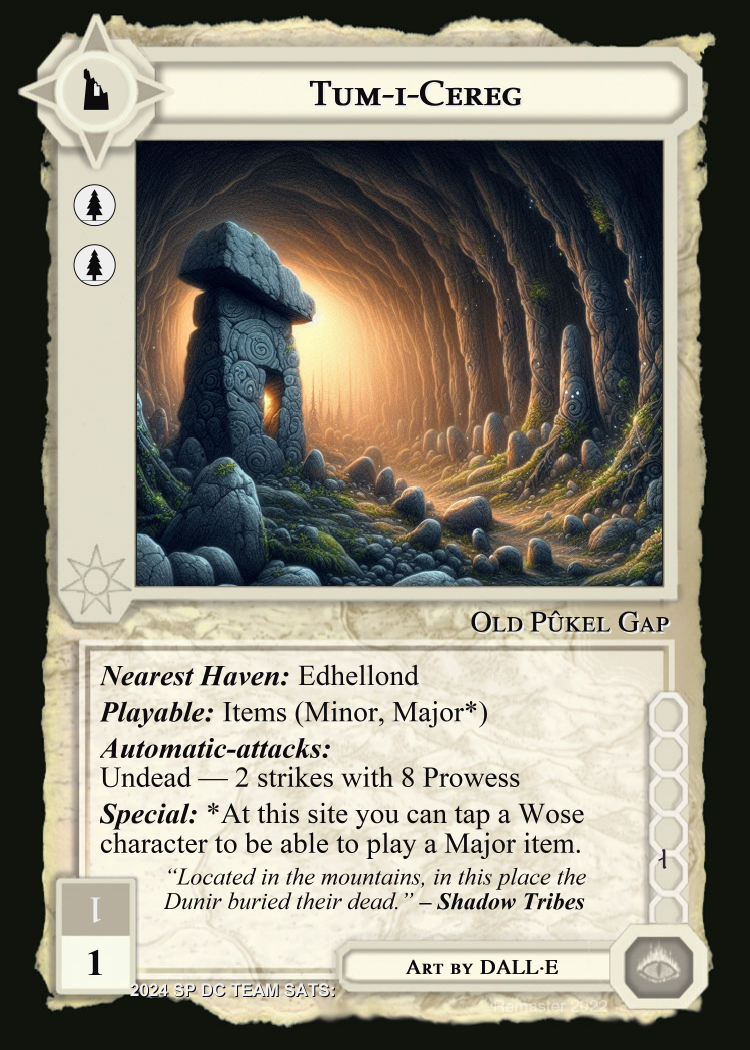 Tum-i-Cereg
Old Pûkel Gap
Nearest Haven: Edhellond
Playable: Items (Minor, Major*)
Automatic-attacks:
Undead — 2 strikes with 8 Prowess
Special: *At this site you can tap a Wose
character to be able to play a Major item.
“Located in the mountains, in this place the
Dunir buried their dead.” – Shadow Tribes
1
1
Art by DALL·E
2024 SP DC TEAM SATS:
Remaster 2022